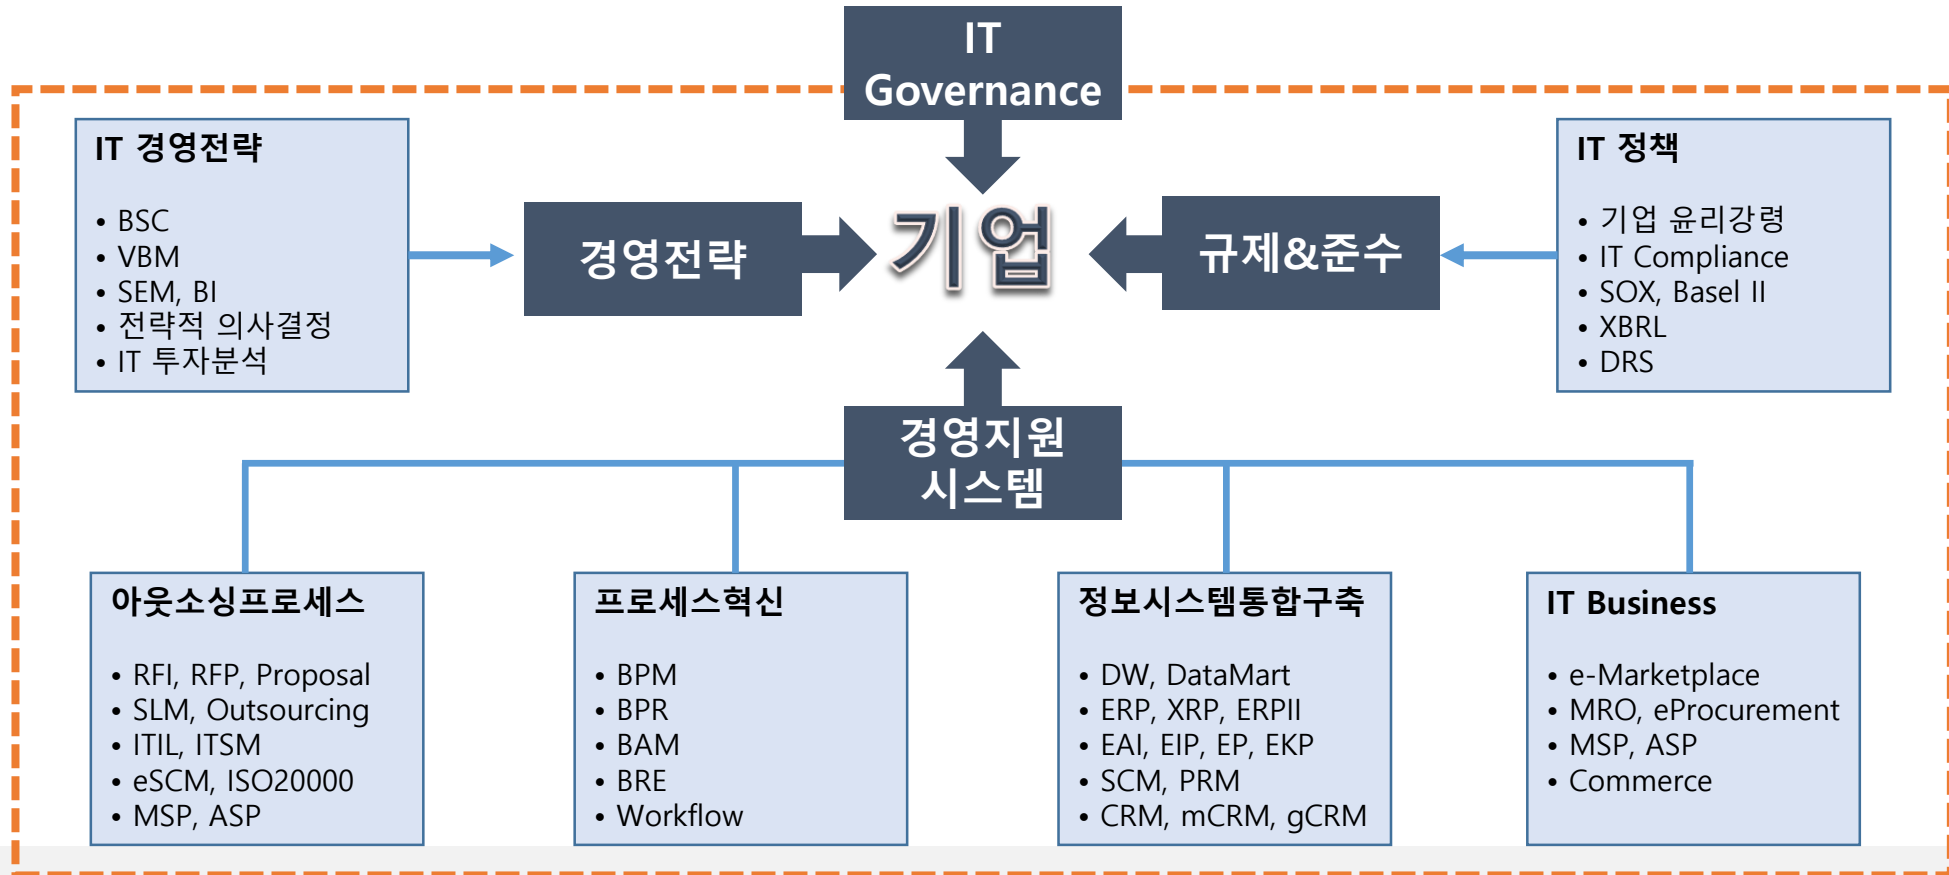 IT
Governance
IT 경영전략
• BSC
• VBM
• SEM, BI
• 전략적 의사결정
• IT 투자분석
경영전략
기업
규제&준수
IT 정책
• 기업 윤리강령
• IT Compliance
• SOX, Basel II
• XBRL
• DRS
경영지원
시스템
아웃소싱프로세스
• RFI, RFP, Proposal
• SLM, Outsourcing
• ITIL, ITSM
• eSCM, ISO20000
• MSP, ASP
프로세스혁신
• BPM
• BPR
• BAM
• BRE
• Workflow
정보시스템통합구축
• DW, DataMart
• ERP, XRP, ERPII
• EAI, EIP, EP, EKP
• SCM, PRM
• CRM, mCRM, gCRM
IT Business
• e-Marketplace
• MRO, eProcurement
• MSP, ASP
• Commerce